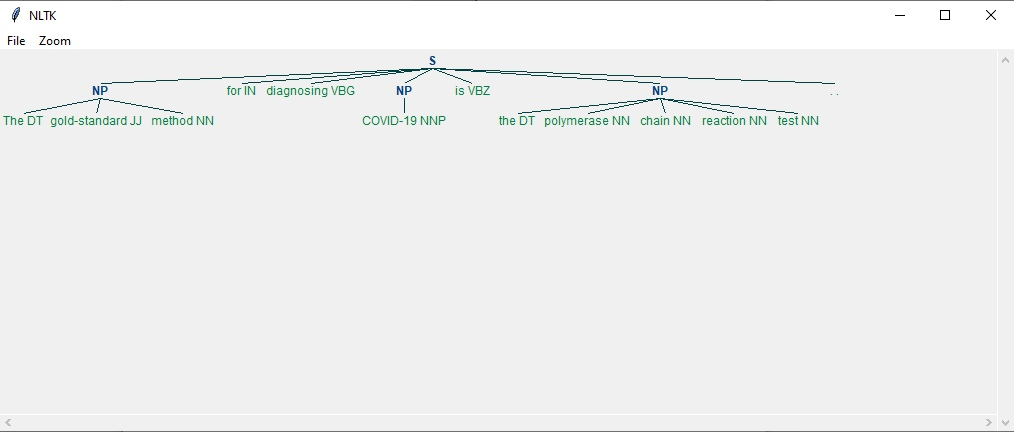 NLTK
File Zoom
S
NP for IN diagnosing VBG NP is VBZ NP . .
The DT gold-standard JJ method NN COVID-19 NNP the DT polymerase NN chain NN reaction NN test NN